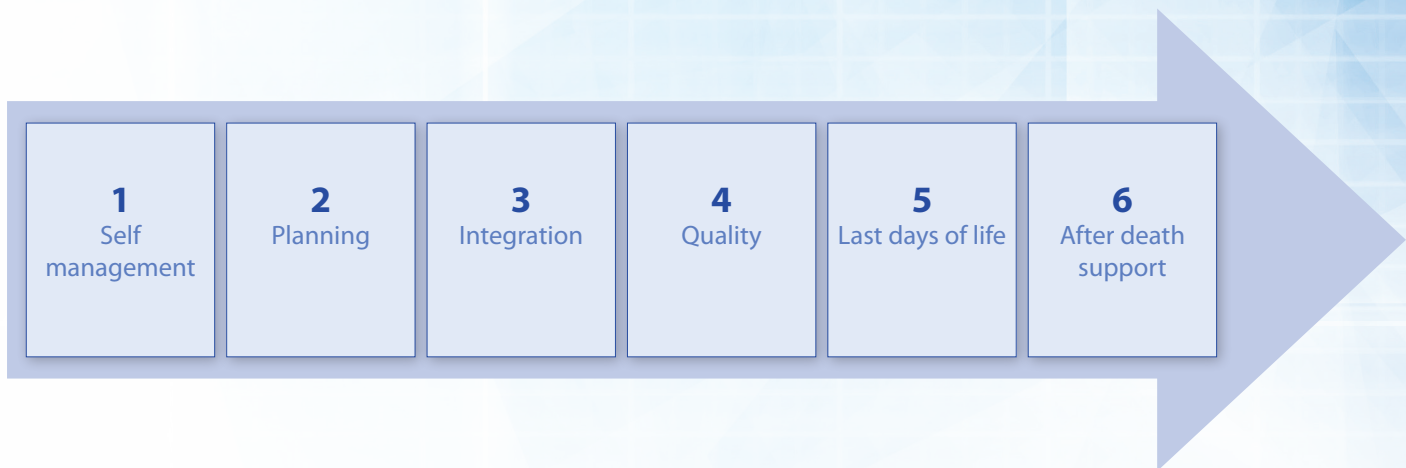 1
Self
management
2
Planning
3
Integration
4
Quality
5
Last days of life
6
After death
support